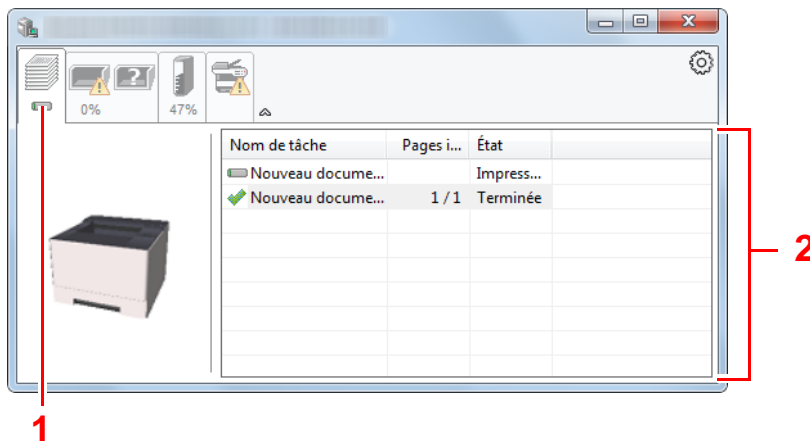 0%
47%
Nom de tâche Pages i... État
Nouveau docume... Impress...
Nouveau docume... 1 / 1 Terminée
2
1